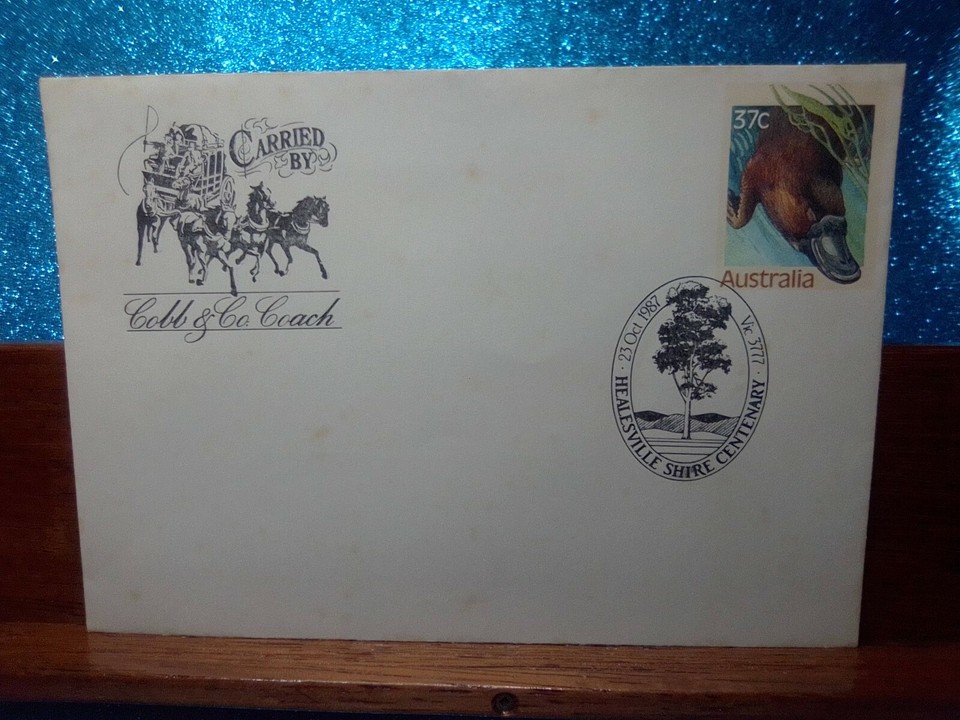 CARRIED
BY
Cobb & Co. Coach
37c
Australia
· 23 Oct 1987 Vic 3777 ·
HEALESVILLE SHIRE CENTENARY